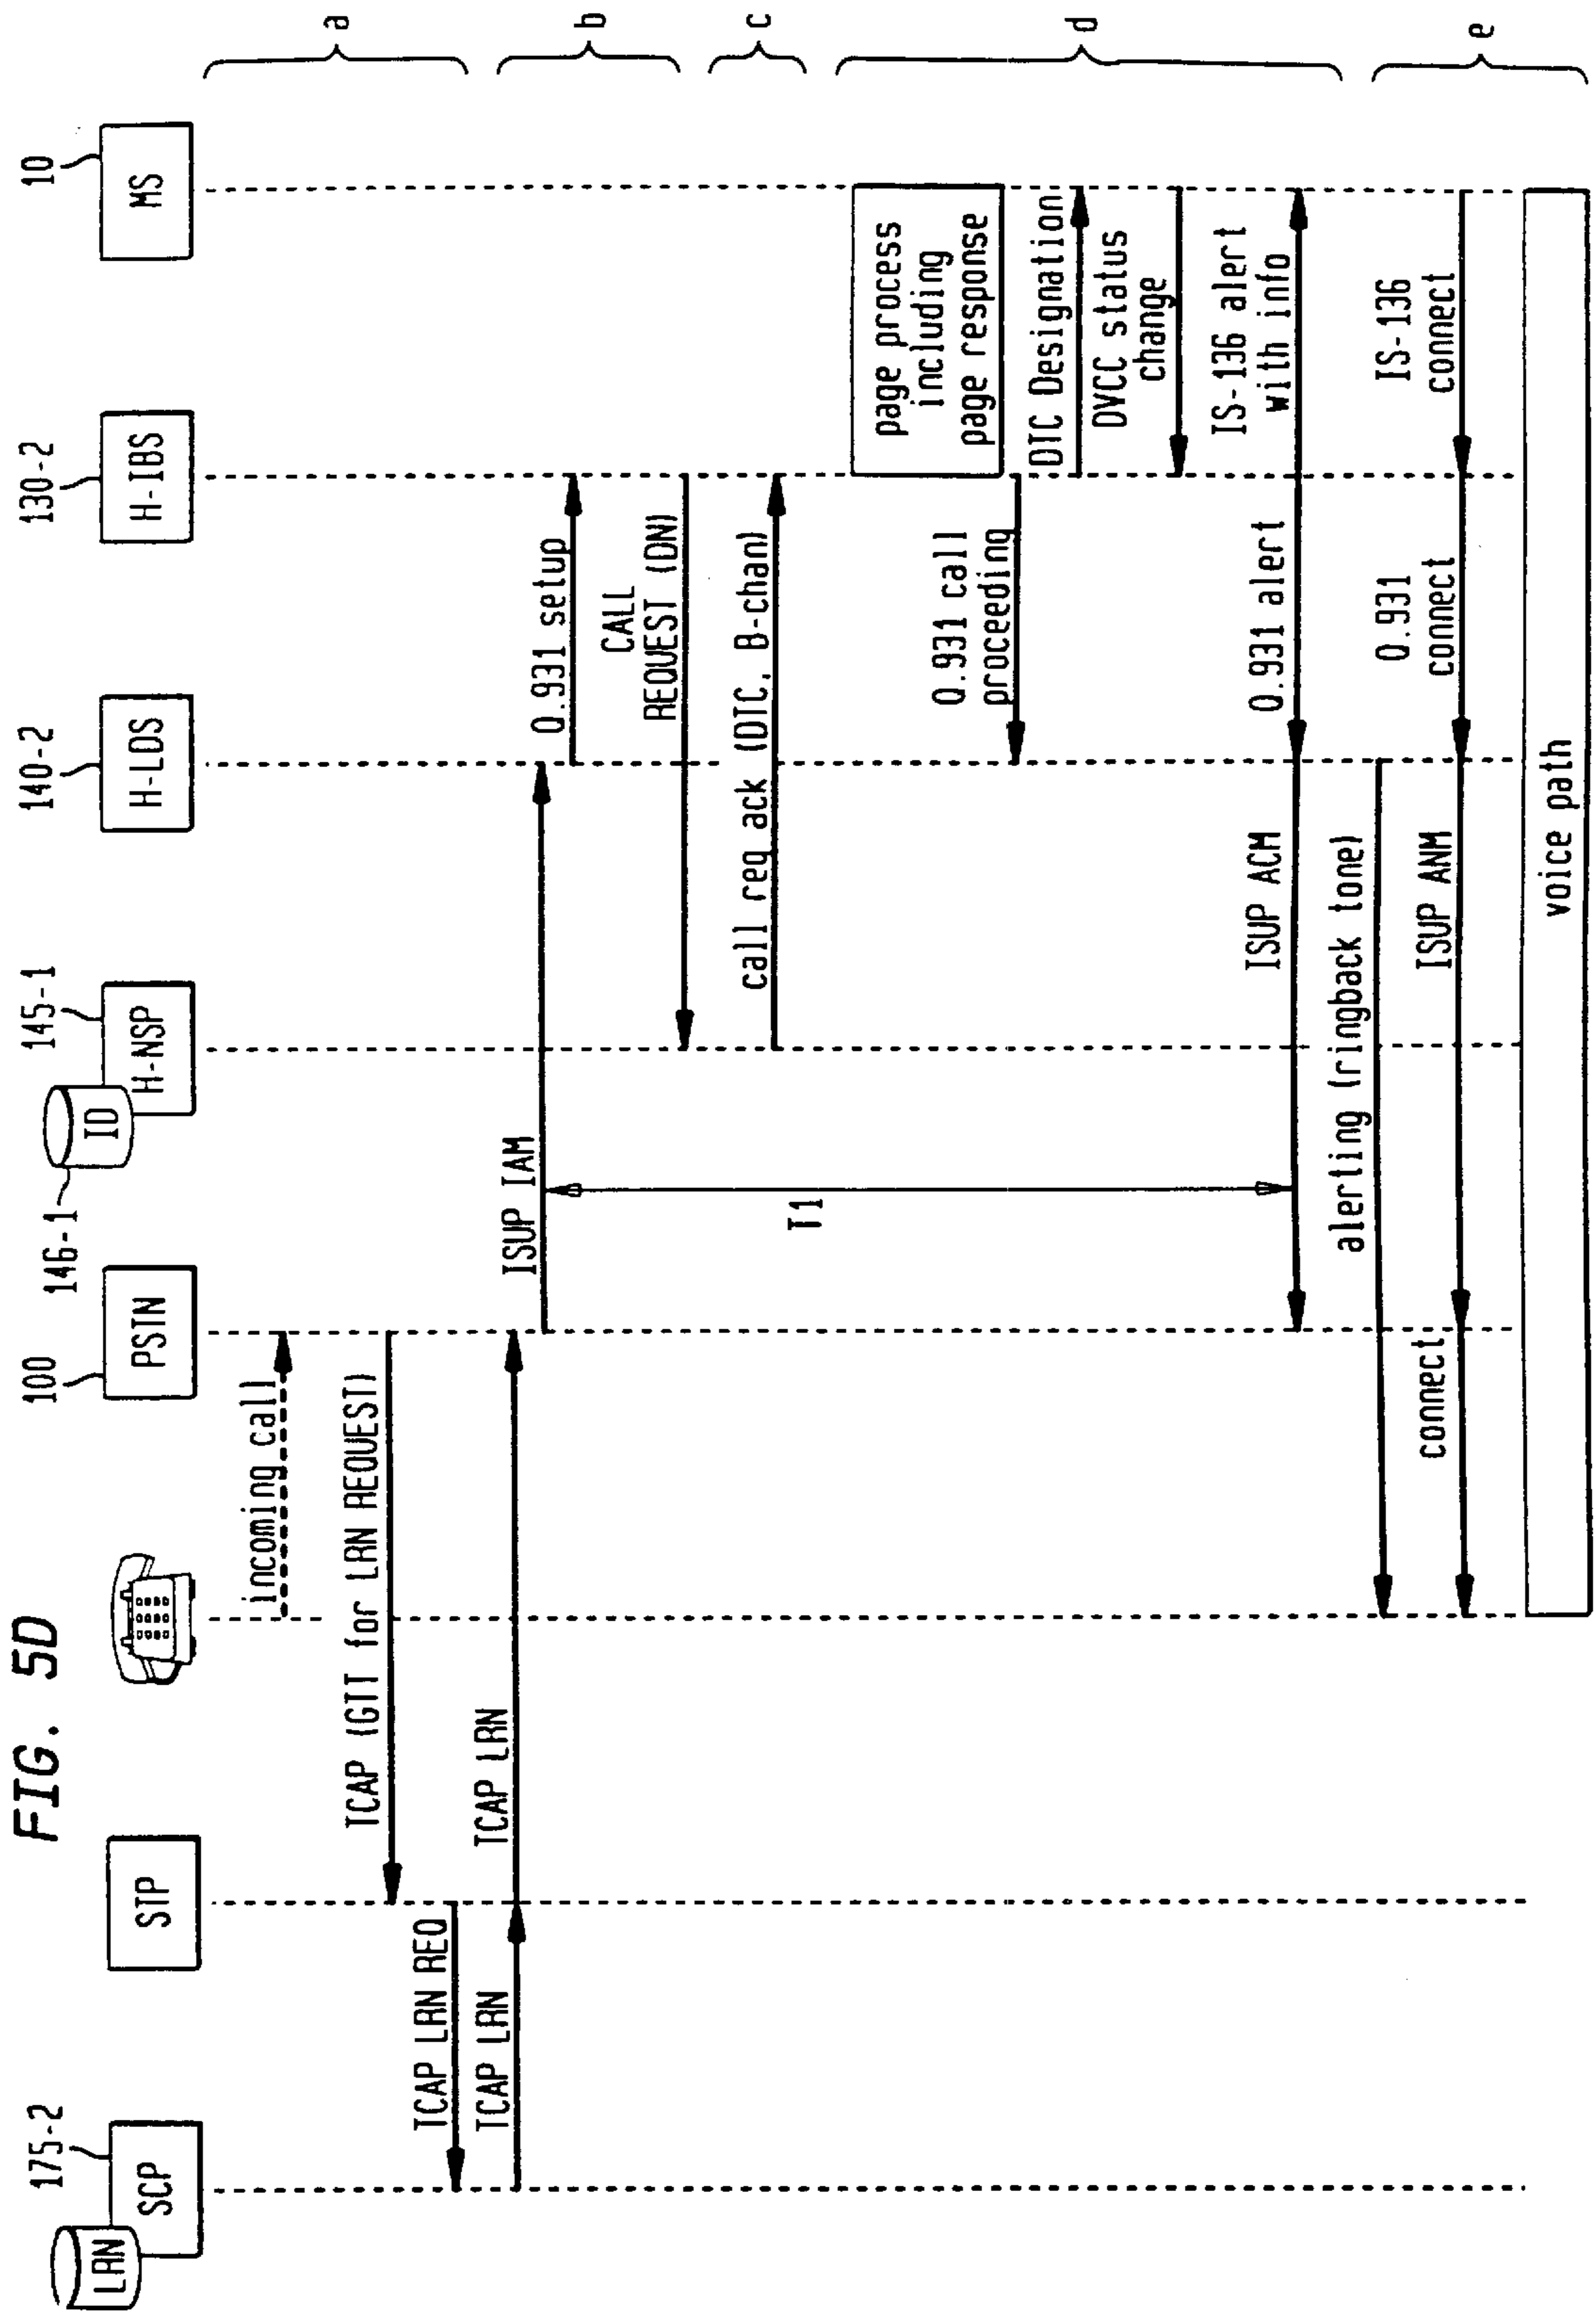 FIG. 5D
175-2
146-1
145-1
140-2
130-2
10
100
LRN
SCP
STP
PSTN
ID
H-NSP
H-LDS
H-IBS
MS
incoming call
a
TCAP (GTT for LRN REQUEST)
TCAP LRN REQ
TCAP LRN
TCAP LRN
ISUP IAM
Q.931 setup
b
CALL
REQUEST (DN)
call req ack (DTC, B-chan)
c
T1
page process
including
page response
Q.931 call
proceeding
DTC Designation
d
DVCC status
change
ISUP ACM
Q.931 alert
IS-136 alert
with info
alerting (ringback tone)
connect
ISUP ANM
Q.931
connect
IS-136
connect
e
voice path